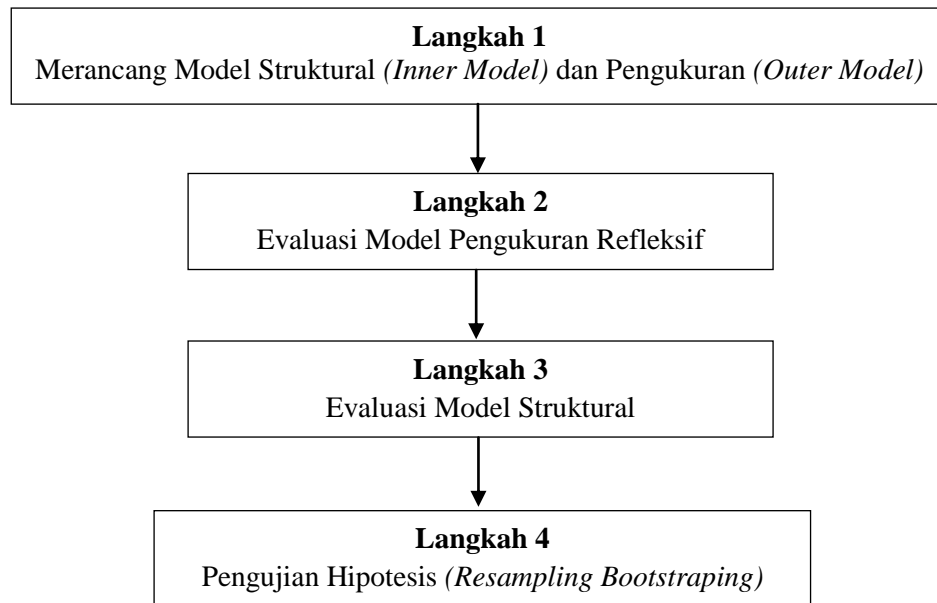 Langkah 1
Merancang Model Struktural (Inner Model) dan Pengukuran (Outer Model)
Langkah 2
Evaluasi Model Pengukuran Refleksif
Langkah 3
Evaluasi Model Struktural
Langkah 4
Pengujian Hipotesis (Resampling Bootstraping)